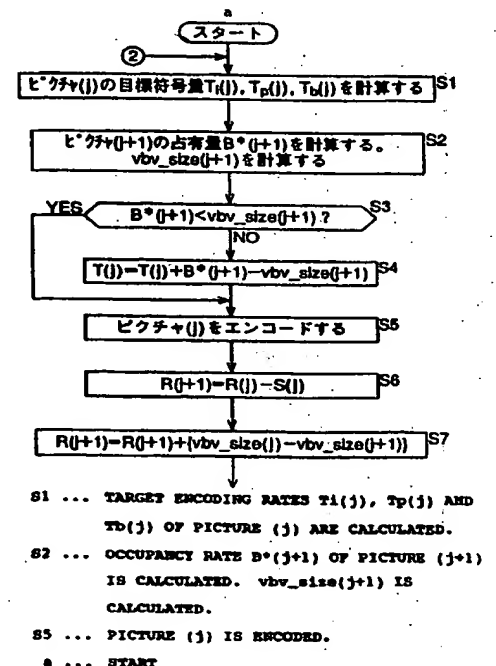 a
スタート
②
ピクチャ(j)の目標符号量Ti(j), Tp(j), Tb(j)を計算する S1
ピクチャ(j+1)の占有量B*(j+1)を計算する。 S2
vbv_size(j+1)を計算する
YES B*(j+1)<vbv_size(j+1)? S3
NO
T(j)=T(j)+B*(j+1)-vbv_size(j+1) S4
ピクチャ(j)をエンコードする S5
R(j+1)=R(j)-S(j) S6
R(j+1)=R(j+1)+{vbv_size(j)-vbv_size(j+1)} S7
S1 ... TARGET ENCODING RATES Ti(j), Tp(j) AND
Tb(j) OF PICTURE (j) ARE CALCULATED.
S2 ... OCCUPANCY RATE B*(j+1) OF PICTURE (j+1)
IS CALCULATED. vbv_size(j+1) IS
CALCULATED.
S5 ... PICTURE (j) IS ENCODED.
a ... START